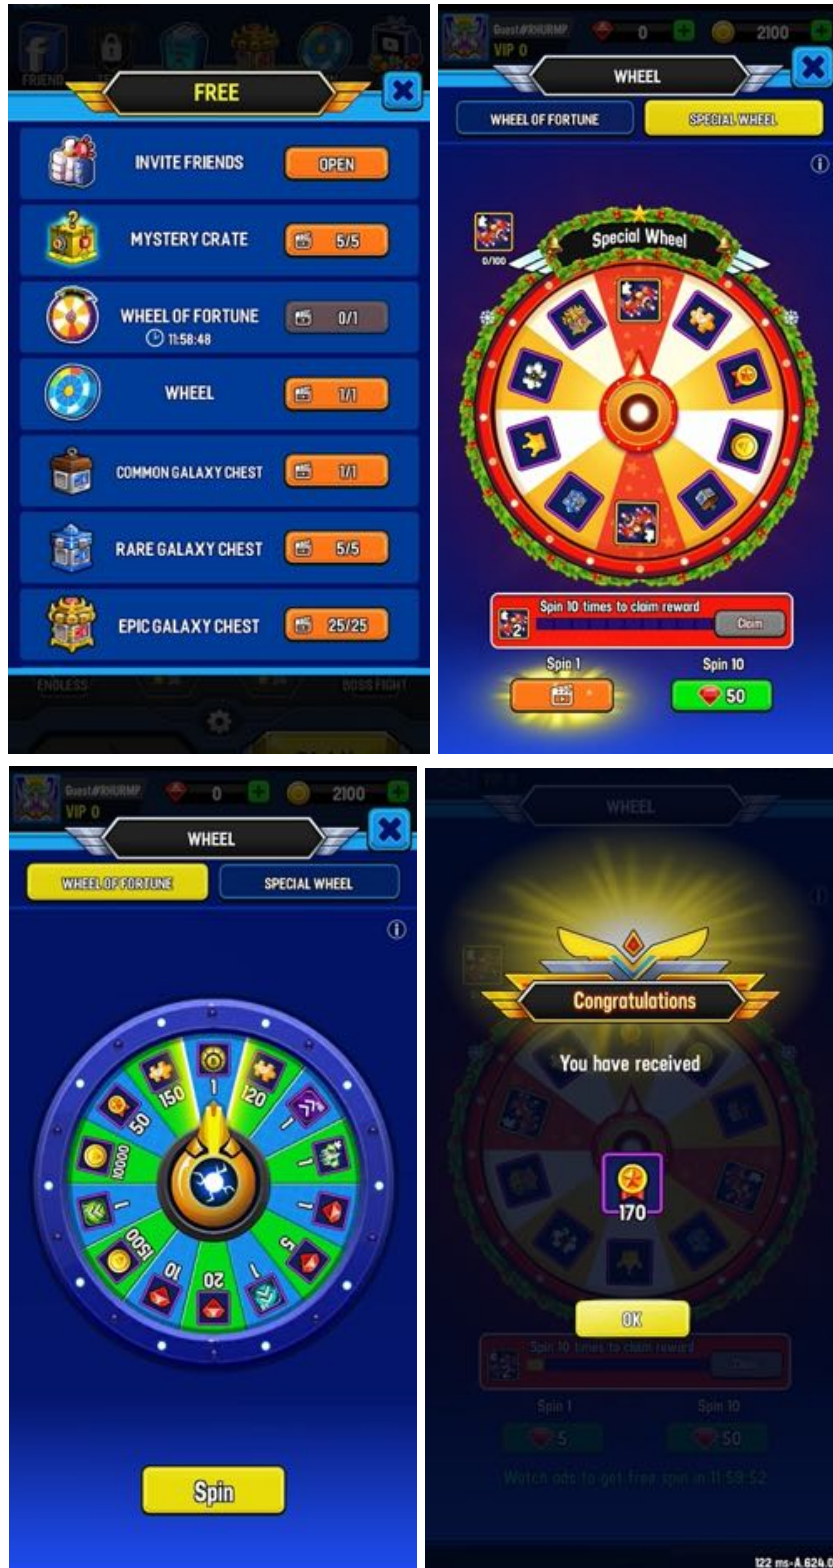 FRIEND
FREE
INVITE FRIENDS
OPEN
MYSTERY CRATE
5/5
WHEEL OF FORTUNE
0/1
11:58:48
WHEEL
1/1
COMMON GALAXY CHEST
1/1
RARE GALAXY CHEST
5/5
EPIC GALAXY CHEST
25/25
ENDLESS
BOSS FIGHT
Guest#RHURMP
0
2100
VIP 0
WHEEL
WHEEL OF FORTUNE
SPECIAL WHEEL
Special Wheel
0/100
Spin 10 times to claim reward
2
Claim
Spin 1
Spin 10
50
Guest#RHURMP
0
2100
VIP 0
WHEEL
WHEEL OF FORTUNE
SPECIAL WHEEL
1
120
1
1
1
5
1
20
10
1500
1
10000
50
150
Spin
WHEEL
Congratulations
You have received
170
OK
Spin 10 times to claim reward
Claim
Spin 1
Spin 10
5
50
Watch ads to get free spin in 11:59:52